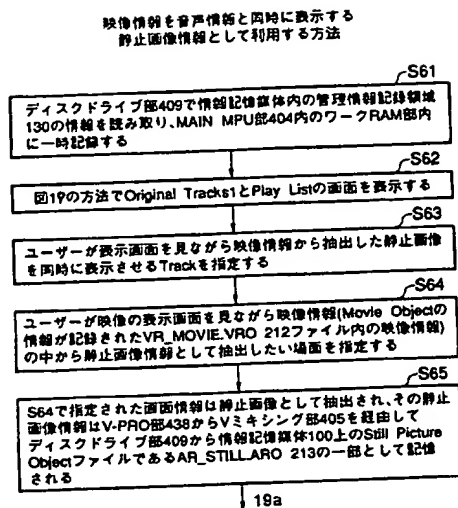 映像情報を音声情報と同時に表示する
静止画情報として利用する方法
S61
ディスクドライブ部409で情報記憶媒体内の管理情報記録領域
130の情報を読み取り、MAIN MPU部404内のワークRAM部内
に一時記録する
S62
図19の方法でOriginal Tracks1とPlay Listの画面を表示する
S63
ユーザーが表示画面を見ながら映像情報から抽出した静止画像
を同時に表示させるTrackを指定する
S64
ユーザーが映像の表示画面を見ながら映像情報(Movie Objectの
情報が記録されたVR_MOVIE.VRO 212ファイル内の映像情報)
の中から静止画像情報として抽出したい場面を指定する
S65
S64で指定された画面情報は静止画像として抽出され、その静止
画像情報はV-PRO部438からVミキシング部405を経由して
ディスクドライブ部409から情報記憶媒体100上のStill Picture
ObjectファイルであるAR_STILL.ARO 213の一部として記憶
される
19a